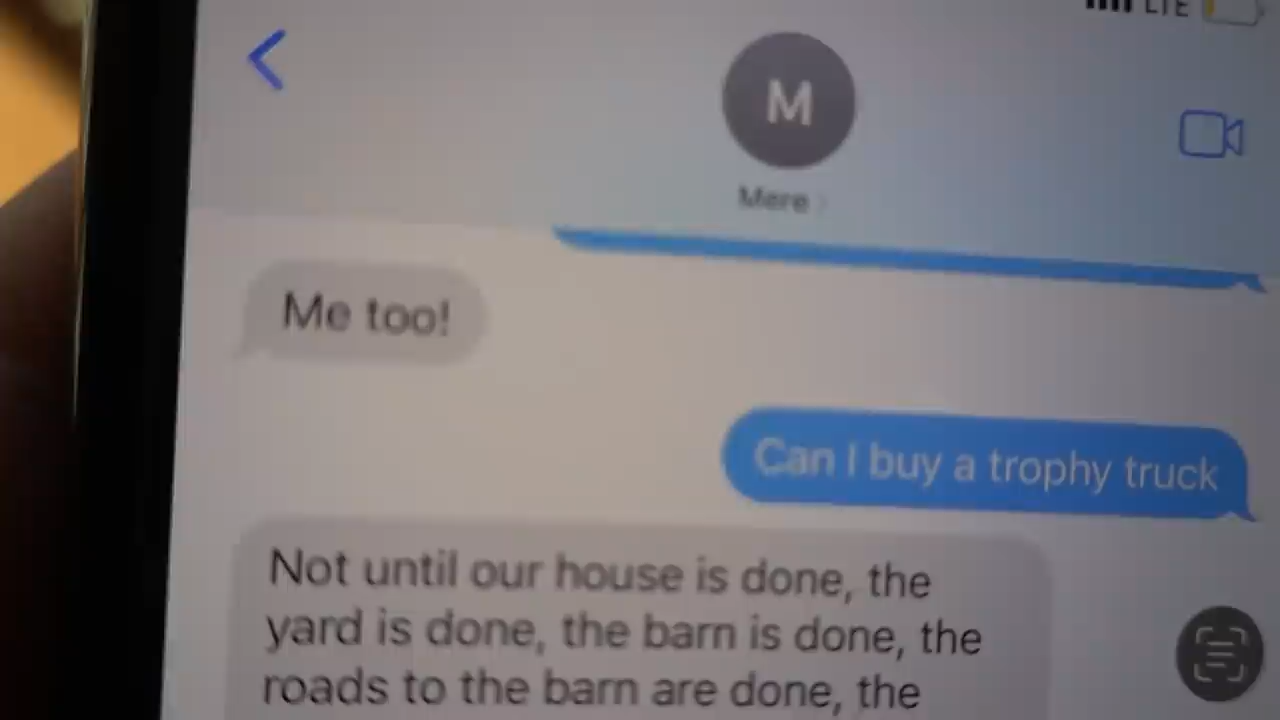 LTE
M
Mere
Me too!
Can I buy a trophy truck
Not until our house is done, the
yard is done, the barn is done, the
roads to the barn are done, the